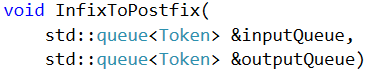 void InfixToPostfix(
    std::queue<Token> &inputQueue,
    std::queue<Token> &outputQueue)